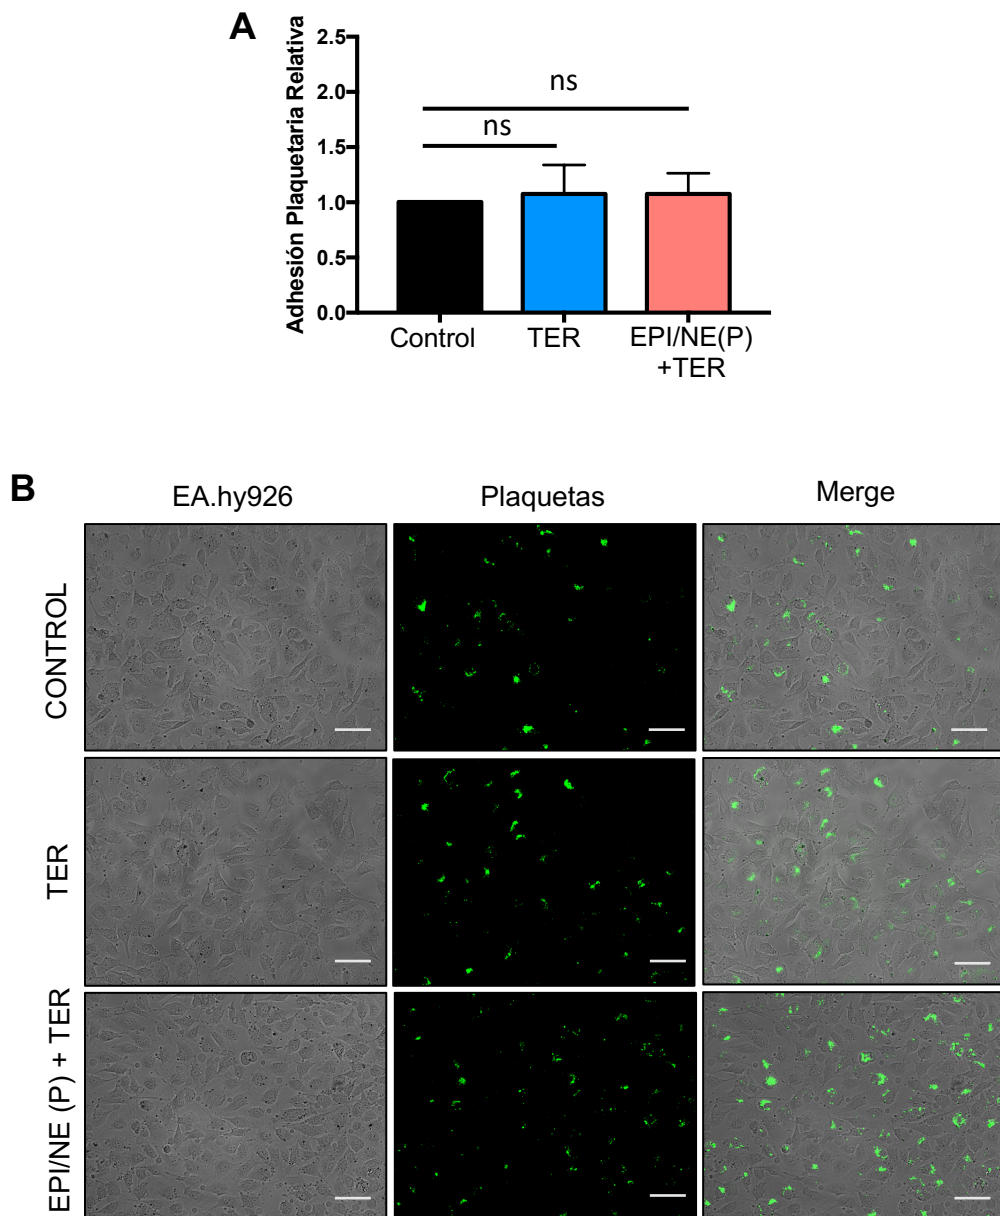 A
Adhesión Plaquetaria Relativa
2.5
2.0
1.5
1.0
0.5
0.0
ns
ns
Control
TER
EPI/NE(P)
+TER
B
EA.hy926
Plaquetas
Merge
CONTROL
TER
EPI/NE (P) + TER